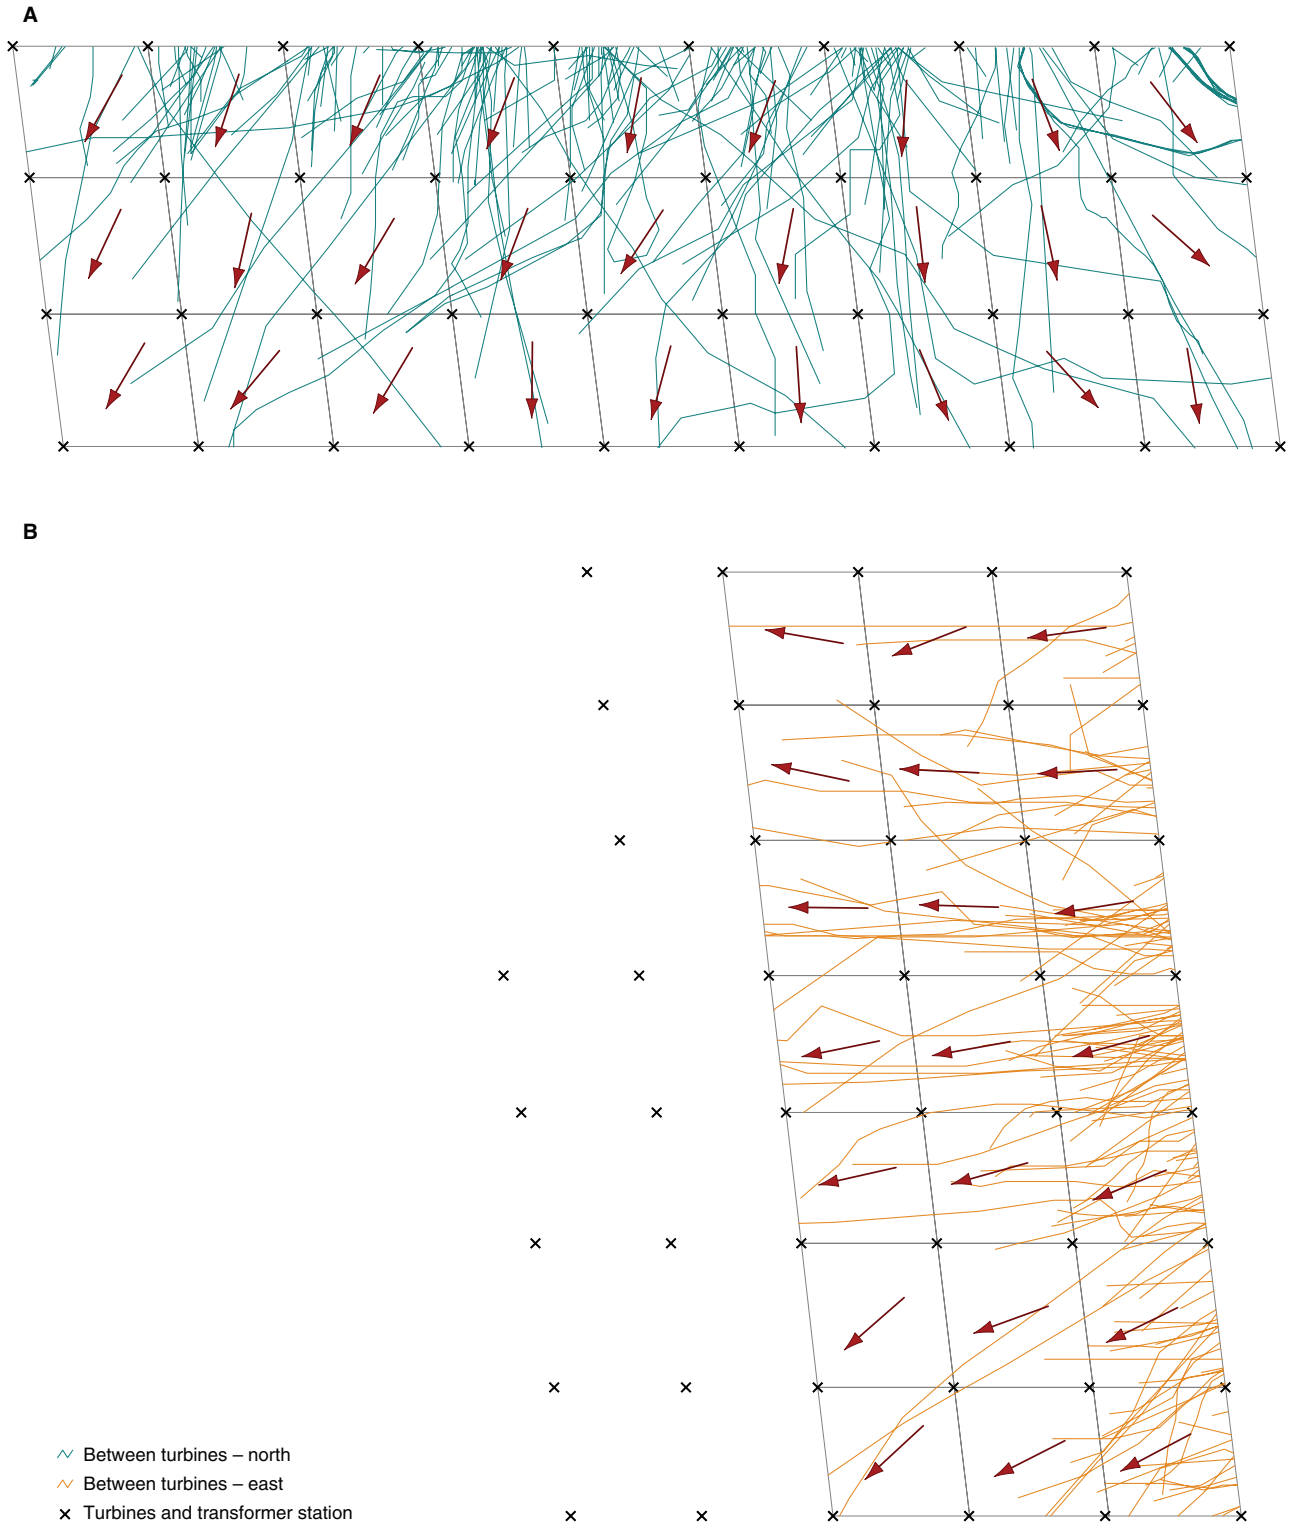 A
B
Between turbines – north
Between turbines – east
Turbines and transformer station